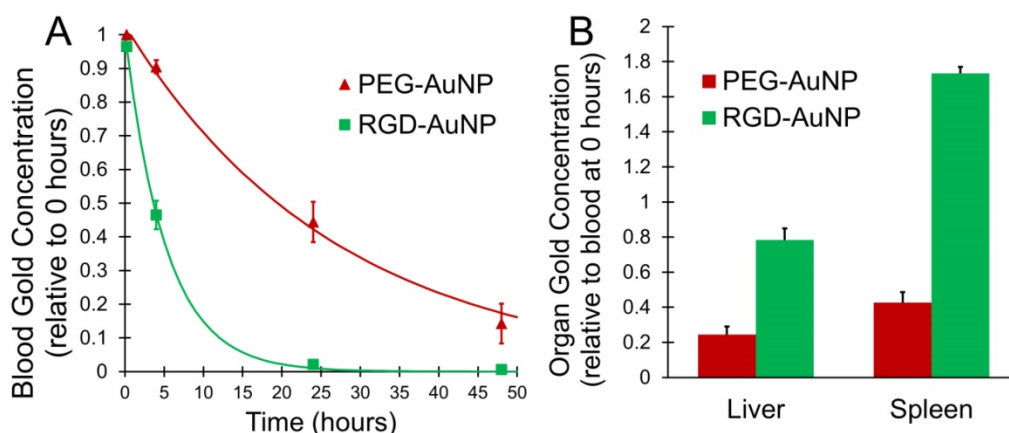 A
Blood Gold Concentration
(relative to 0 hours)
1
0.9
0.8
0.7
0.6
0.5
0.4
0.3
0.2
0.1
0
PEG-AuNP
RGD-AuNP
0 5 10 15 20 25 30 35 40 45 50
Time (hours)
B
Organ Gold Concentration
(relative to blood at 0 hours)
2
1.8
1.6
1.4
1.2
1
0.8
0.6
0.4
0.2
0
PEG-AuNP
RGD-AuNP
Liver Spleen